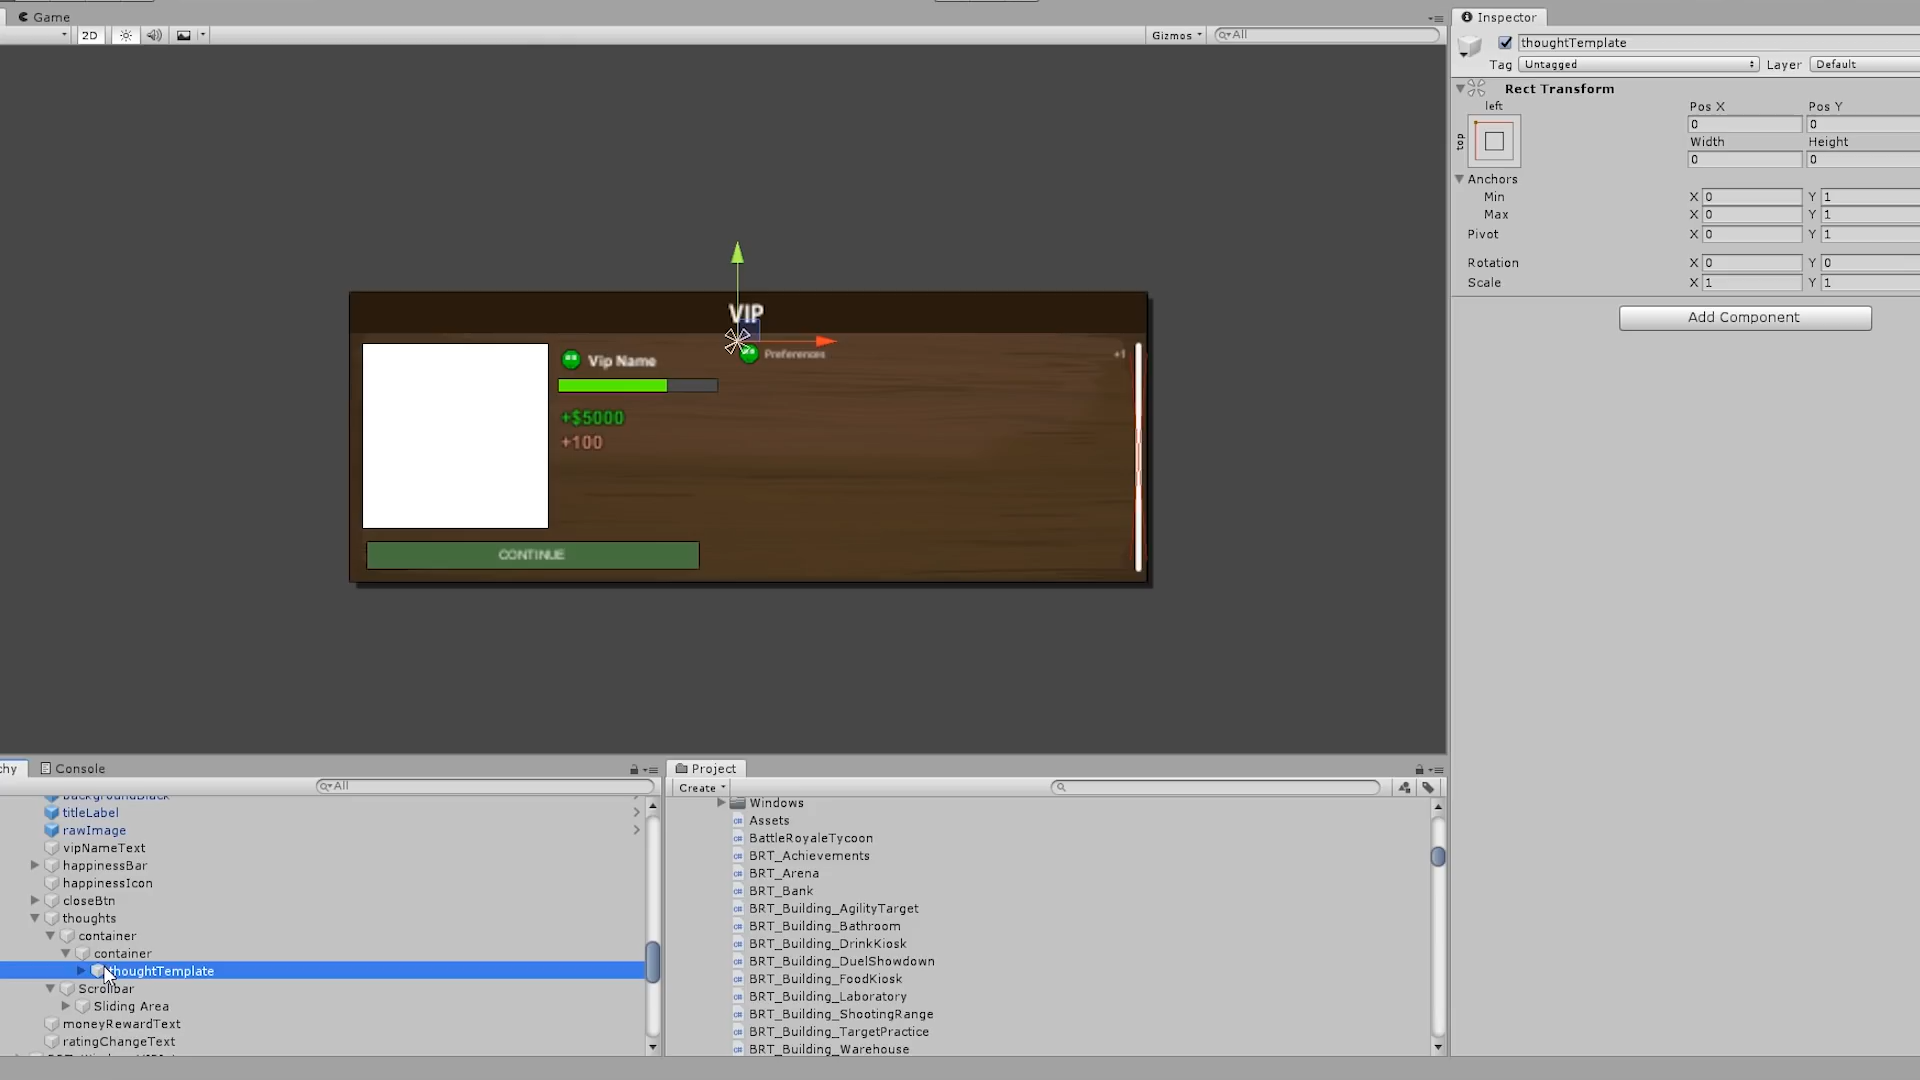 Game
Inspector
2D
Gizmos
All
thoughtTemplate
Tag
Untagged
Layer
Default
Rect Transform
left
Pos X
Pos Y
top
0
0
Width
Height
0
0
Anchors
Min
X 0
Y 1
Max
X 0
Y 1
Pivot
X 0
Y 1
Rotation
X 0
Y 0
Scale
X 1
Y 1
Add Component
VIP
Vip Name
Preferences
+1
+$5000
+100
CONTINUE
chy
Console
Project
All
Create
backgroundBlack
titleLabel
rawImage
vipNameText
happinessBar
happinessIcon
closeBtn
thoughts
container
container
thoughtTemplate
Scrollbar
Sliding Area
moneyRewardText
ratingChangeText
Windows
Assets
BattleRoyaleTycoon
BRT_Achievements
BRT_Arena
BRT_Bank
BRT_Building_AgilityTarget
BRT_Building_Bathroom
BRT_Building_DrinkKiosk
BRT_Building_DuelShowdown
BRT_Building_FoodKiosk
BRT_Building_Laboratory
BRT_Building_ShootingRange
BRT_Building_TargetPractice
BRT_Building_Warehouse